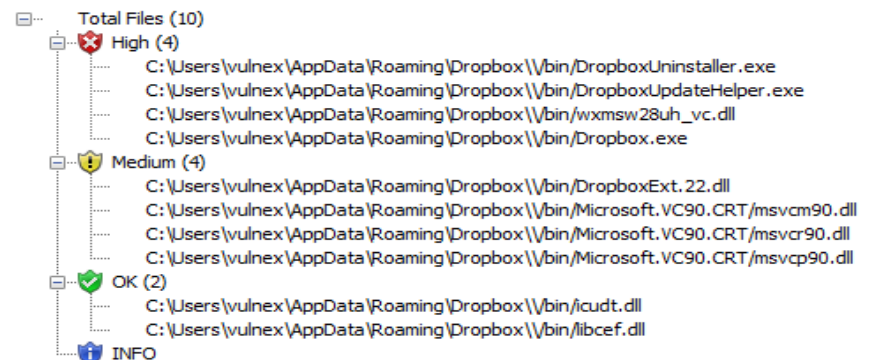 Total Files (10)
High (4)
C:\Users\vulnex\AppData\Roaming\Dropbox\\/bin/DropboxUninstaller.exe
C:\Users\vulnex\AppData\Roaming\Dropbox\\/bin/DropboxUpdateHelper.exe
C:\Users\vulnex\AppData\Roaming\Dropbox\\/bin/wxmsw28uh_vc.dll
C:\Users\vulnex\AppData\Roaming\Dropbox\\/bin/Dropbox.exe
Medium (4)
C:\Users\vulnex\AppData\Roaming\Dropbox\\/bin/DropboxExt.22.dll
C:\Users\vulnex\AppData\Roaming\Dropbox\\/bin/Microsoft.VC90.CRT/msvcm90.dll
C:\Users\vulnex\AppData\Roaming\Dropbox\\/bin/Microsoft.VC90.CRT/msvcr90.dll
C:\Users\vulnex\AppData\Roaming\Dropbox\\/bin/Microsoft.VC90.CRT/msvcp90.dll
OK (2)
C:\Users\vulnex\AppData\Roaming\Dropbox\\/bin/icudt.dll
C:\Users\vulnex\AppData\Roaming\Dropbox\\/bin/libcef.dll
INFO